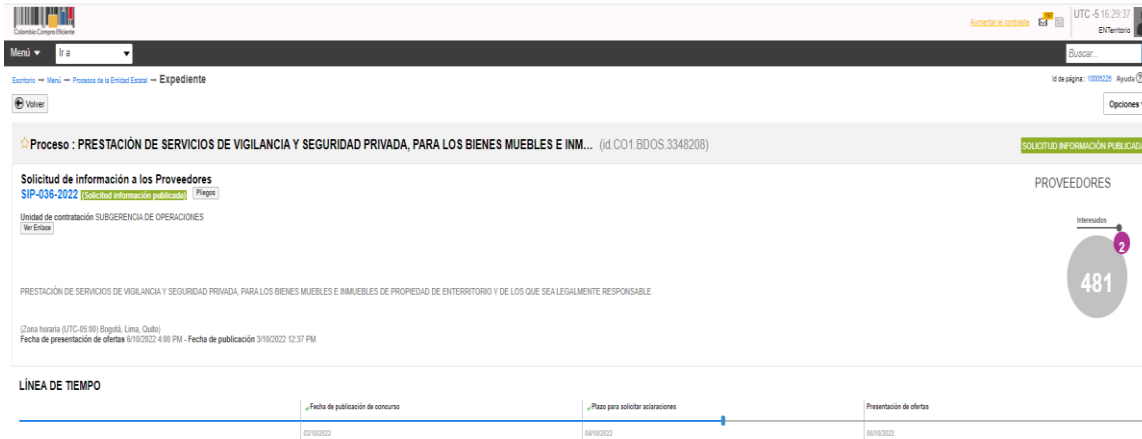 Colombia Compra Eficiente
Aumentar el contraste
UTC -5 16:29:37
ENTerritorio
Menú
Ir a
Buscar...
Escritorio → Menú → Procesos de la Entidad Estatal → Expediente
Id de página: 10005226 Ayuda
Volver
Opciones
Proceso : PRESTACIÓN DE SERVICIOS DE VIGILANCIA Y SEGURIDAD PRIVADA, PARA LOS BIENES MUEBLES E INM... (id.CO1.BDOS.3348208)
SOLICITUD INFORMACIÓN PUBLICADA
Solicitud de información a los Proveedores
SIP-036-2022 (Solicitud información publicada) Pliegos
PROVEEDORES
Unidad de contratación SUBGERENCIA DE OPERACIONES
Ver Enlace
Interesados
2
481
PRESTACIÓN DE SERVICIOS DE VIGILANCIA Y SEGURIDAD PRIVADA, PARA LOS BIENES MUEBLES E INMUEBLES DE PROPIEDAD DE ENTERRITORIO Y DE LOS QUE SEA LEGALMENTE RESPONSABLE
(Zona horaria (UTC-05:00) Bogotá, Lima, Quito)
Fecha de presentación de ofertas 6/10/2022 4:00 PM - Fecha de publicación 3/10/2022 12:37 PM
LÍNEA DE TIEMPO
Fecha de publicación de concurso
Plazo para solicitar aclaraciones
Presentación de ofertas
03/10/2022
04/10/2022
06/10/2022